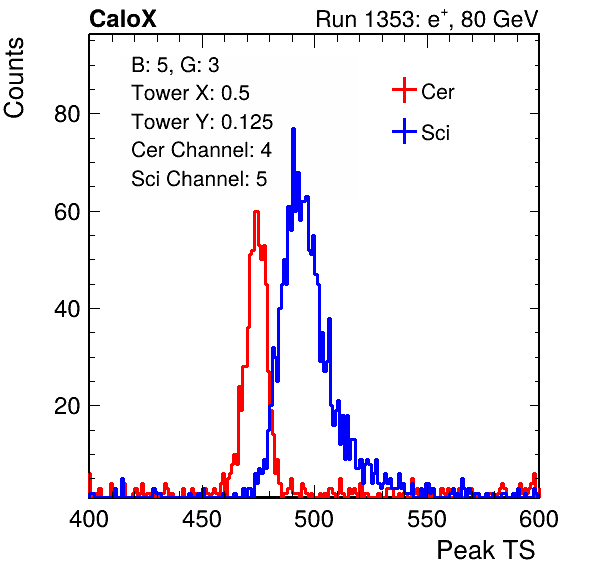 CaloX Run 1353: e⁺, 80 GeV
Counts
B: 5, G: 3
Tower X: 0.5
Tower Y: 0.125
Cer Channel: 4
Sci Channel: 5
Cer
Sci
80
60
40
20
400 450 500 550 600
Peak TS